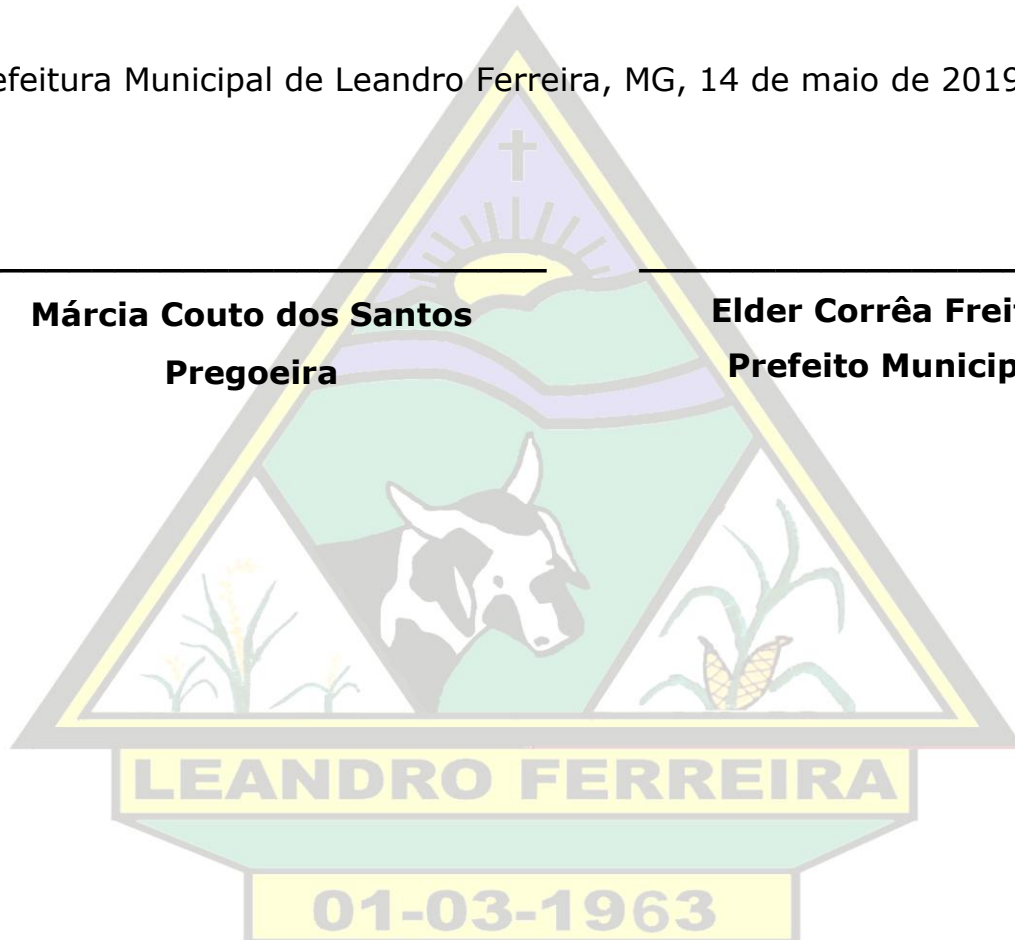 efeitura Municipal de Leandro Ferreira, MG, 14 de maio de 2019
Márcia Couto dos Santos
Pregoeira
Elder Corrêa Frei
Prefeito Municip
LEANDRO FERREIRA
01-03-1963